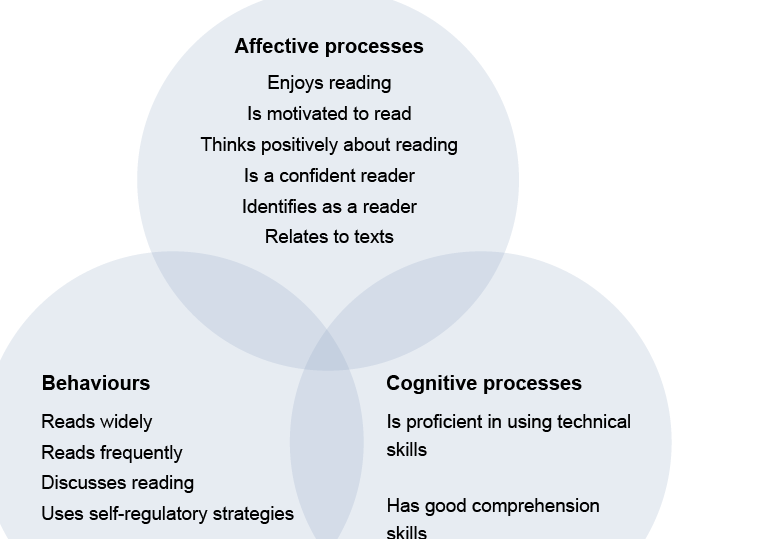 Affective processes
Enjoys reading
Is motivated to read
Thinks positively about reading
Is a confident reader
Identifies as a reader
Relates to texts
Behaviours
Reads widely
Reads frequently
Discusses reading
Uses self-regulatory strategies
Cognitive processes
Is proficient in using technical
skills
Has good comprehension
skills